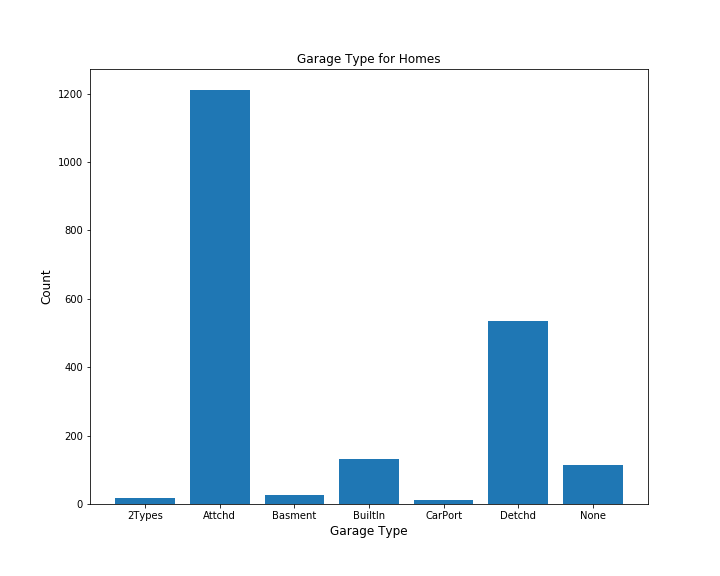 Garage Type for Homes
1200
1000
800
600
400
200
0
Count
2Types Attchd Basment BuiltIn CarPort Detchd None
Garage Type